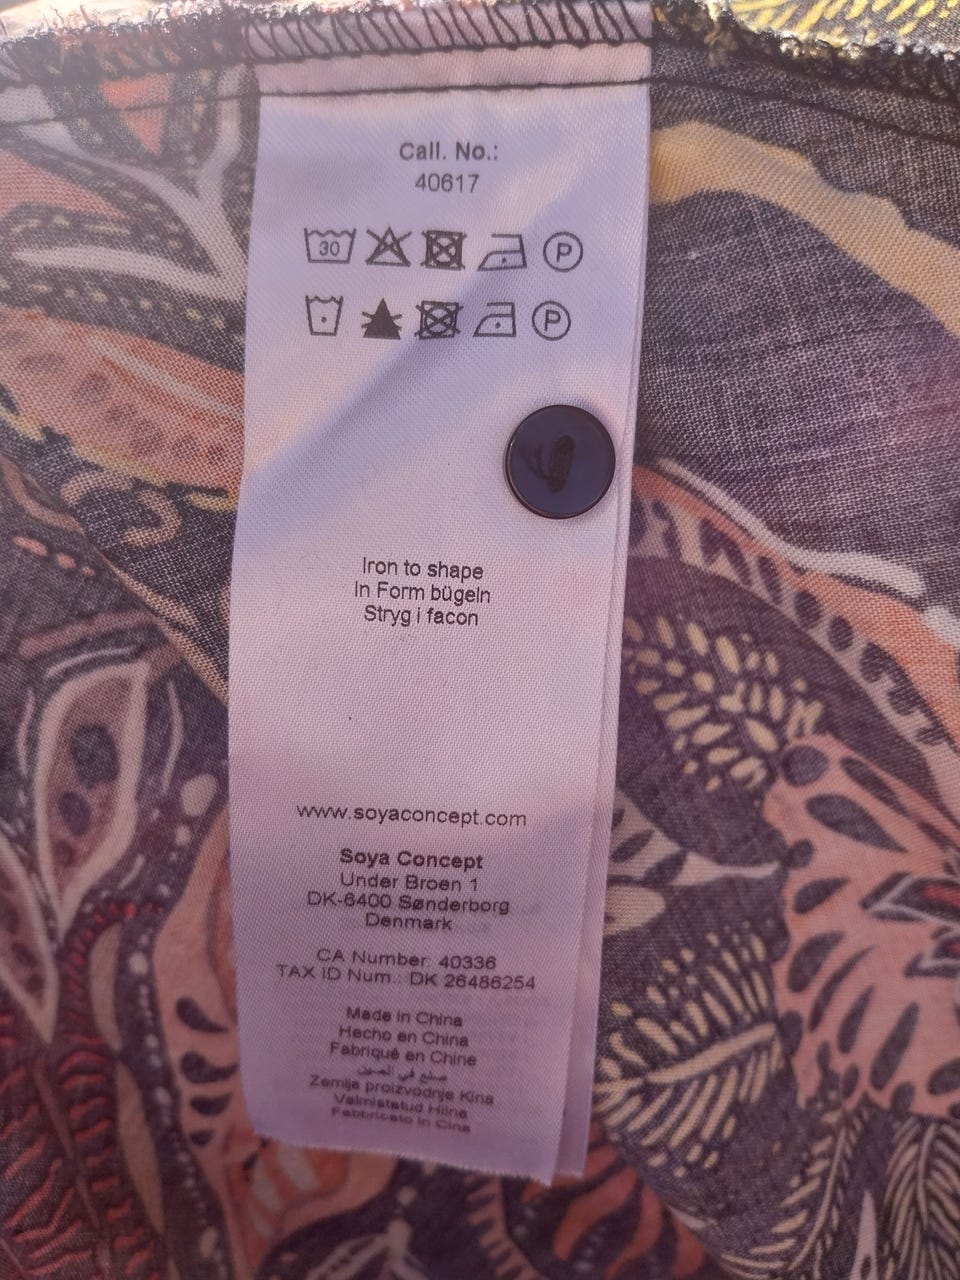 Call. No.:
40617
30 P
P
Iron to shape
In Form bügeln
Stryg i facon
www.soyaconcept.com
Soya Concept
Under Broen 1
DK-6400 Sønderborg
Denmark
CA Number: 40336
TAX ID Num.: DK 26486254
Made in China
Hecho en China
Fabriqué en Chine
صنع في الصين
Zemlja proizvodnje Kina
Valmistatud Hiina
Fabbricato in Cina